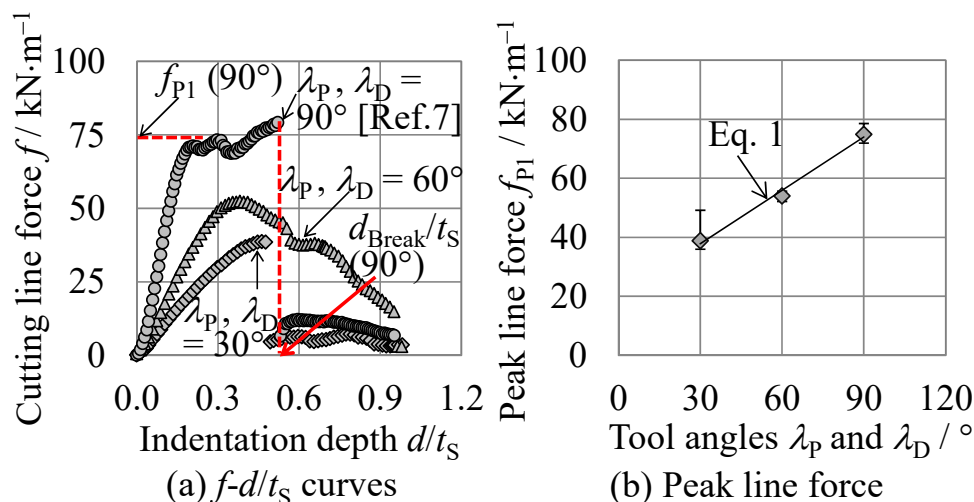 Cutting line force f / kN·m⁻¹
100
75
50
25
0
0.0 0.3 0.6 0.9 1.2
f_P1 (90°)
λ_P, λ_D =
90° [Ref.7]
λ_P, λ_D = 60°
d_Break/t_S
(90°)
λ_P, λ_D
= 30°
Indentation depth d/t_S
(a) f-d/t_S curves
Peak line force f_P1 / kN·m⁻¹
100
80
60
40
20
0
0 30 60 90 120
Eq. 1
Tool angles λ_P and λ_D / °
(b) Peak line force